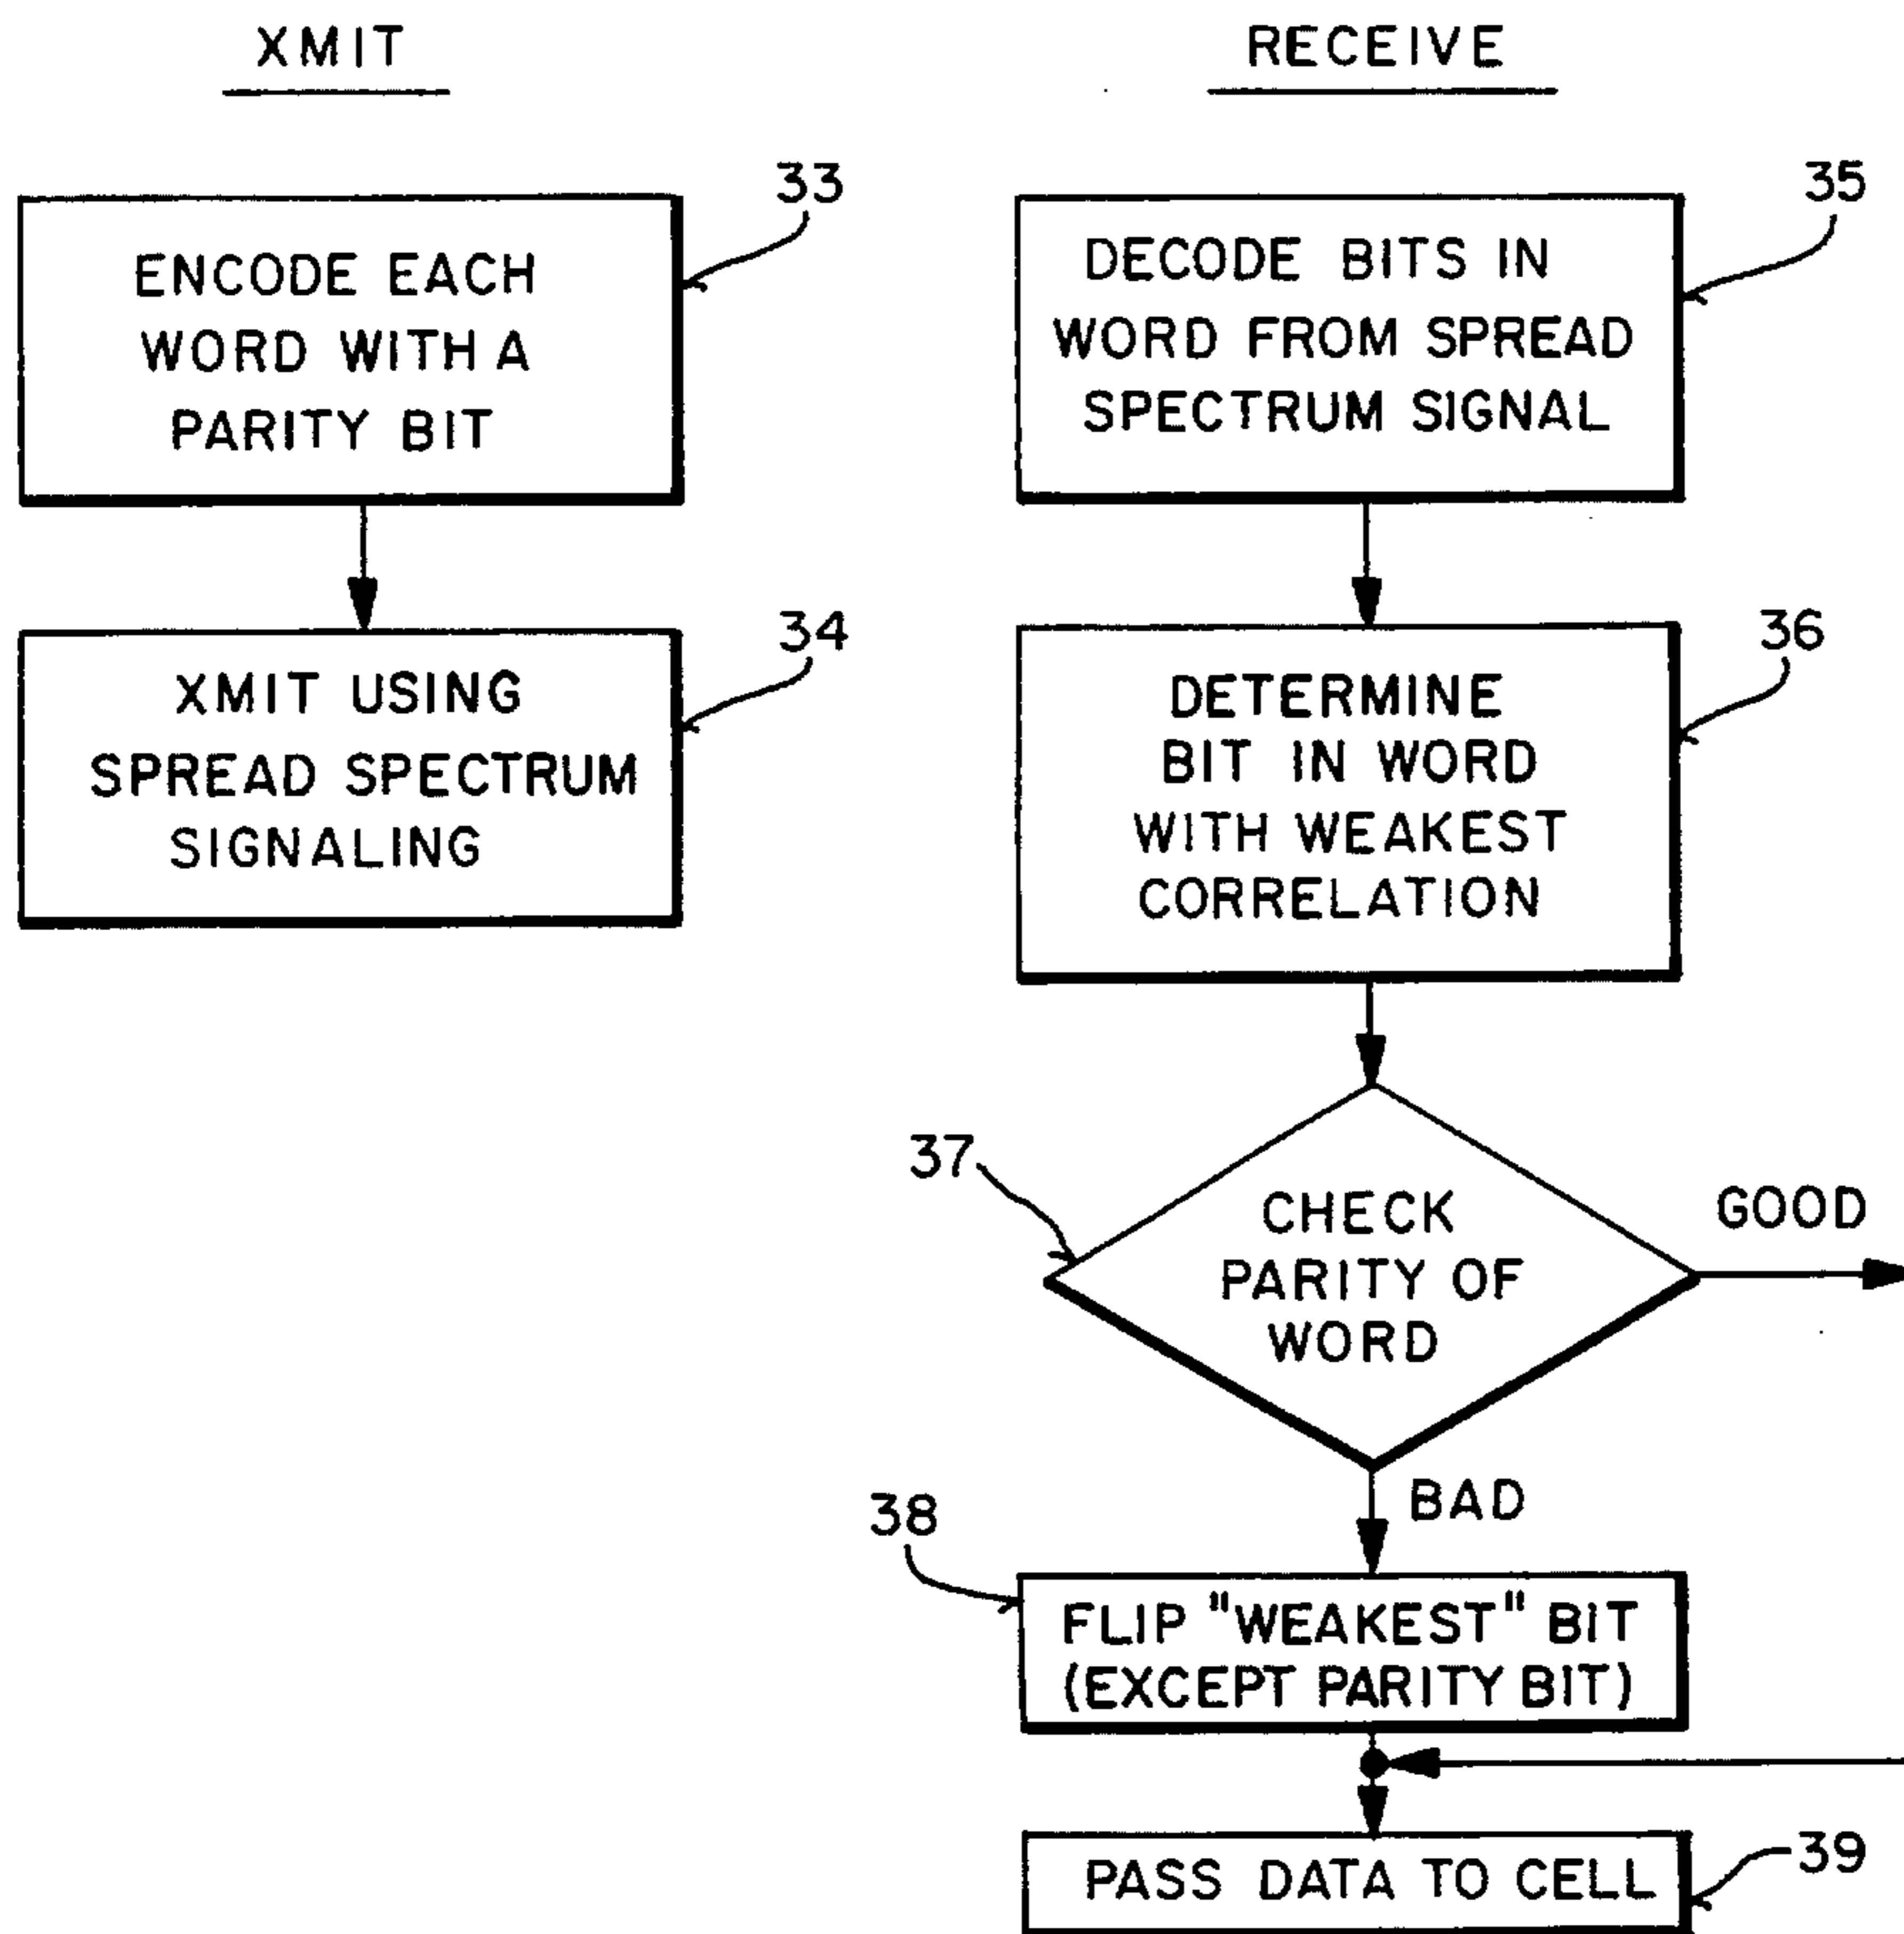 XMIT
33
ENCODE EACH
WORD WITH A
PARITY BIT
34
XMIT USING
SPREAD SPECTRUM
SIGNALING
RECEIVE
35
DECODE BITS IN
WORD FROM SPREAD
SPECTRUM SIGNAL
36
DETERMINE
BIT IN WORD
WITH WEAKEST
CORRELATION
37
CHECK
PARITY OF
WORD
GOOD
BAD
38
FLIP "WEAKEST" BIT
(EXCEPT PARITY BIT)
PASS DATA TO CELL
39